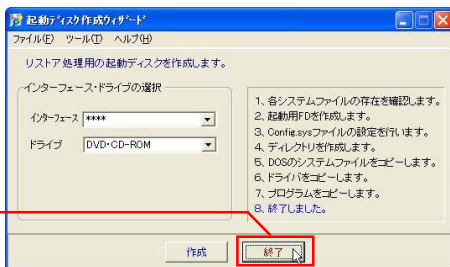 起動ディスク作成ウィザード
ファイル(F) ツール(T) ヘルプ(H)
リストア処理用の起動ディスクを作成します。
インターフェース・ドライブの選択
インターフェース ****
ドライブ DVD・CD-ROM
1、各システムファイルの存在を確認します。
2、起動用FDを作成します。
3、Config.sysファイルの設定を行います。
4、ディレクトリを作成します。
5、DOSのシステムファイルをコピーします。
6、ドライバをコピーします。
7、プログラムをコピーします。
8、終了しました。
作成 終了